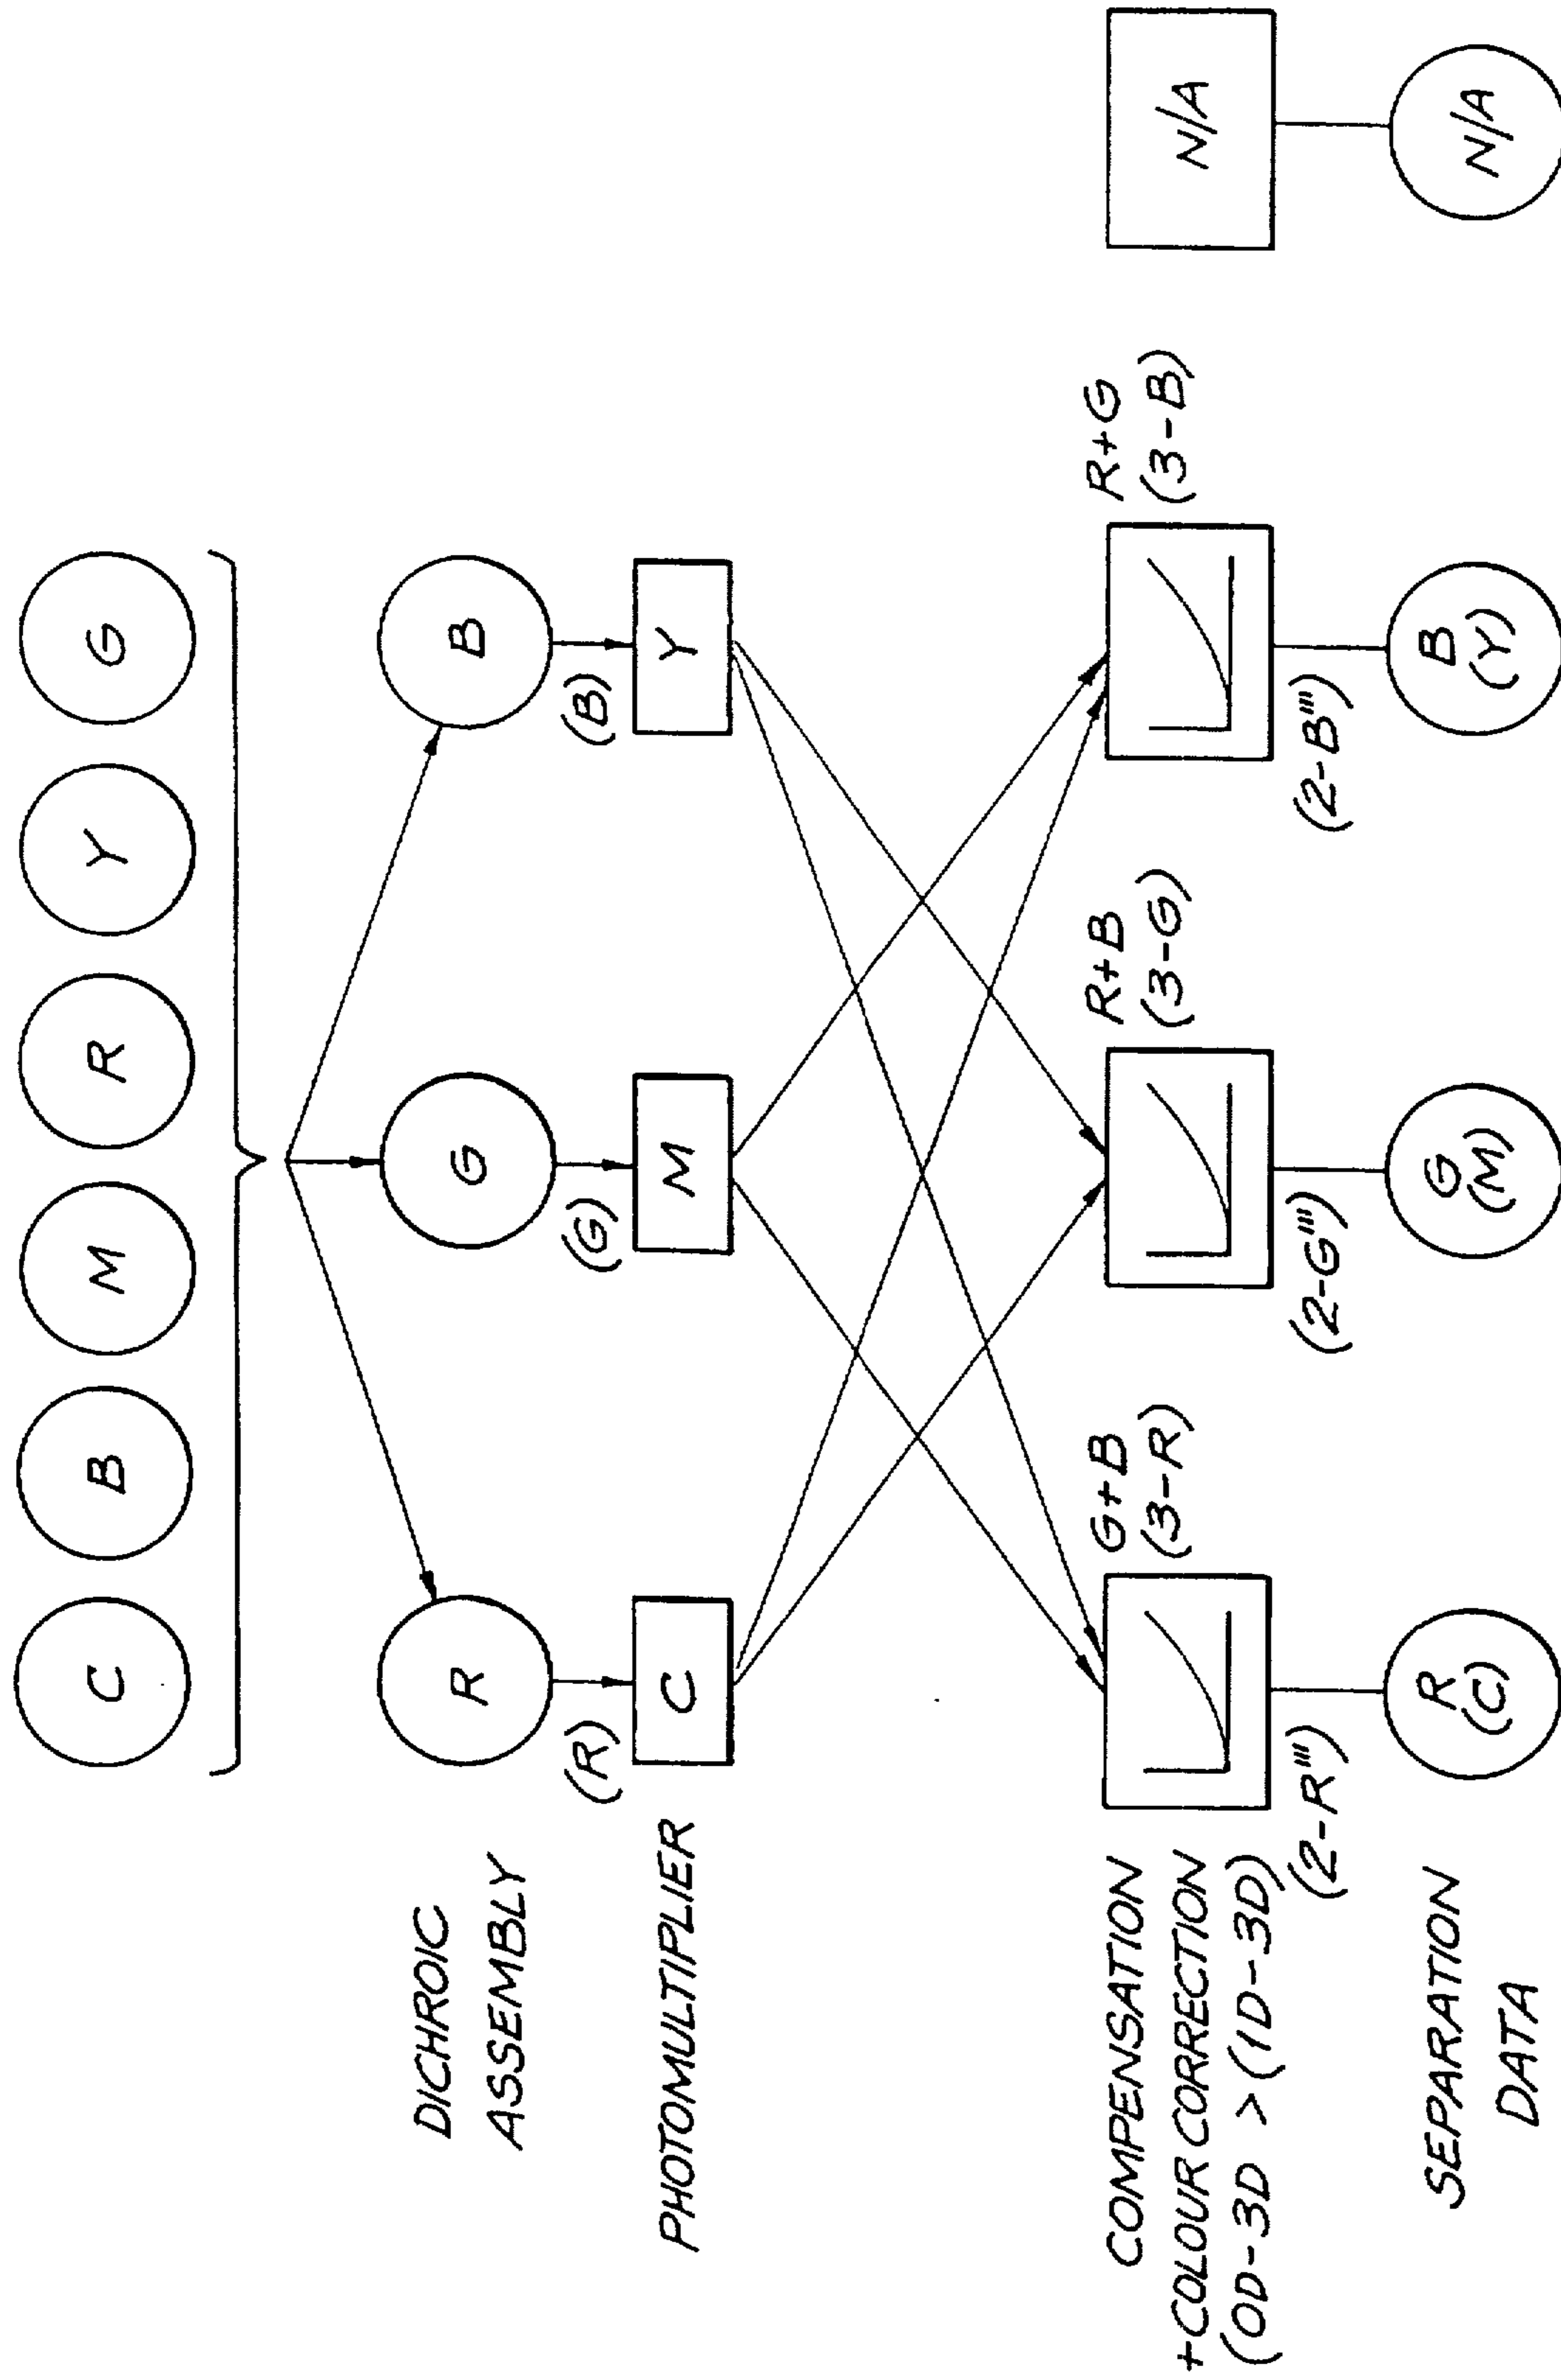 C
B
M
R
Y
G
DICHROIC
ASSEMBLY
R
G
B
(R)
(G)
(B)
PHOTOMULTIPLIER
C
M
Y
COMPENSATION
+COLOUR CORRECTION
(OD-3D > (1D-3D)
G+B
(3-R)
R+B
(3-G)
R+G
(3-B)
N/A
(2-R''')
(2-G''')
(2-B''')
SEPARATION
DATA
R
(C)
G
(M)
B
(Y)
N/A